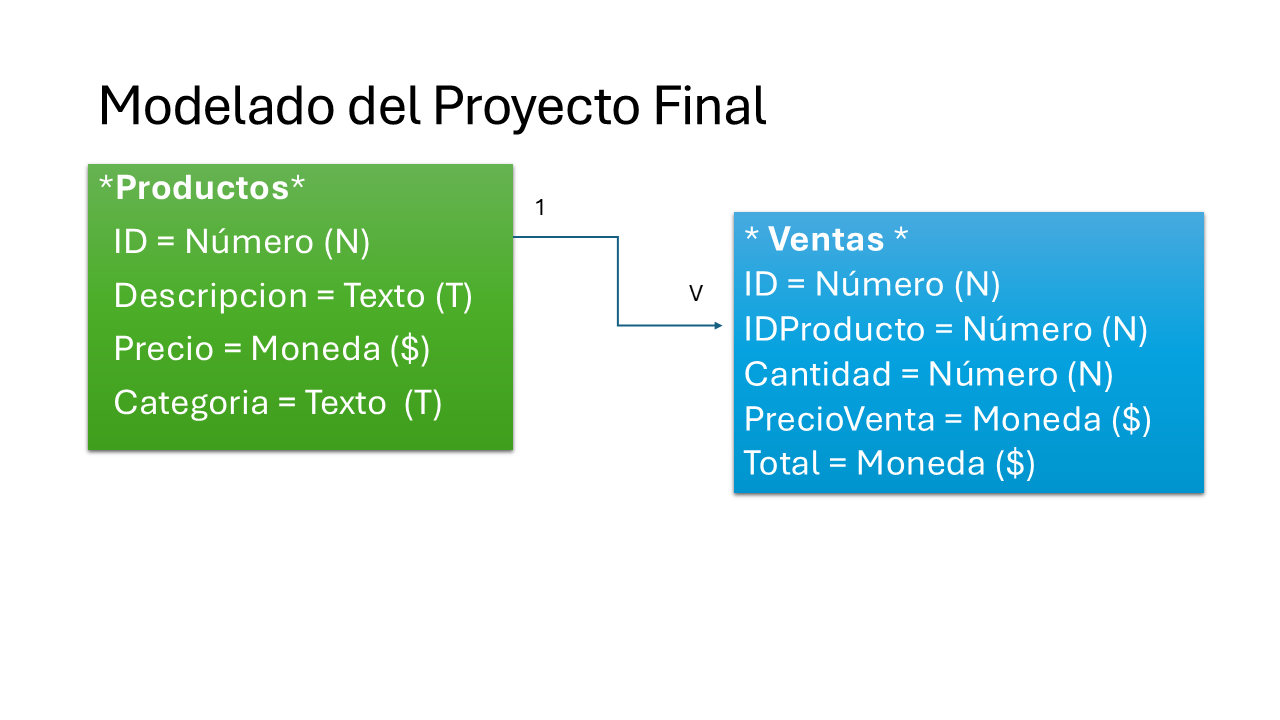 Modelado del Proyecto Final
*Productos*
ID = Número (N)
Descripcion = Texto (T)
Precio = Moneda ($)
Categoria = Texto (T)
1
V
* Ventas *
ID = Número (N)
IDProducto = Número (N)
Cantidad = Número (N)
PrecioVenta = Moneda ($)
Total = Moneda ($)